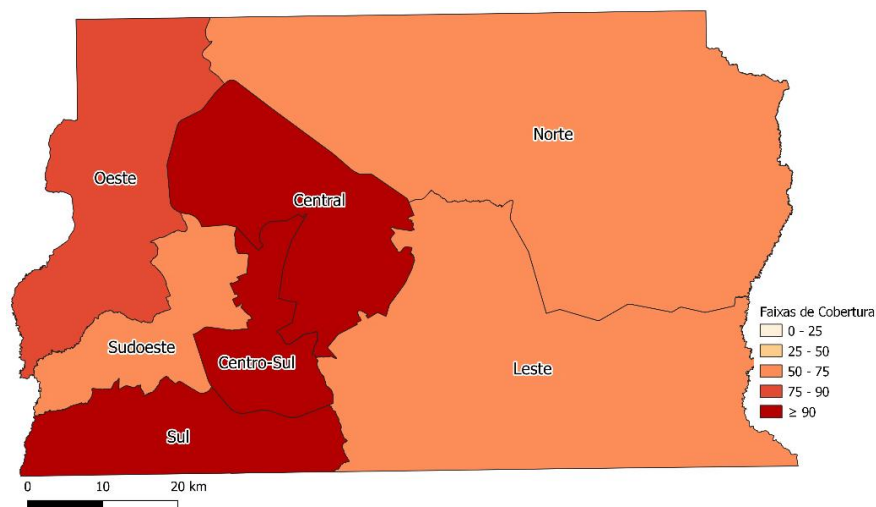 Norte
Oeste
Central
Sudoeste
Centro-Sul
Leste
Sul
Faixas de Cobertura
0 - 25
25 - 50
50 - 75
75 - 90
≥ 90
0 10 20 km